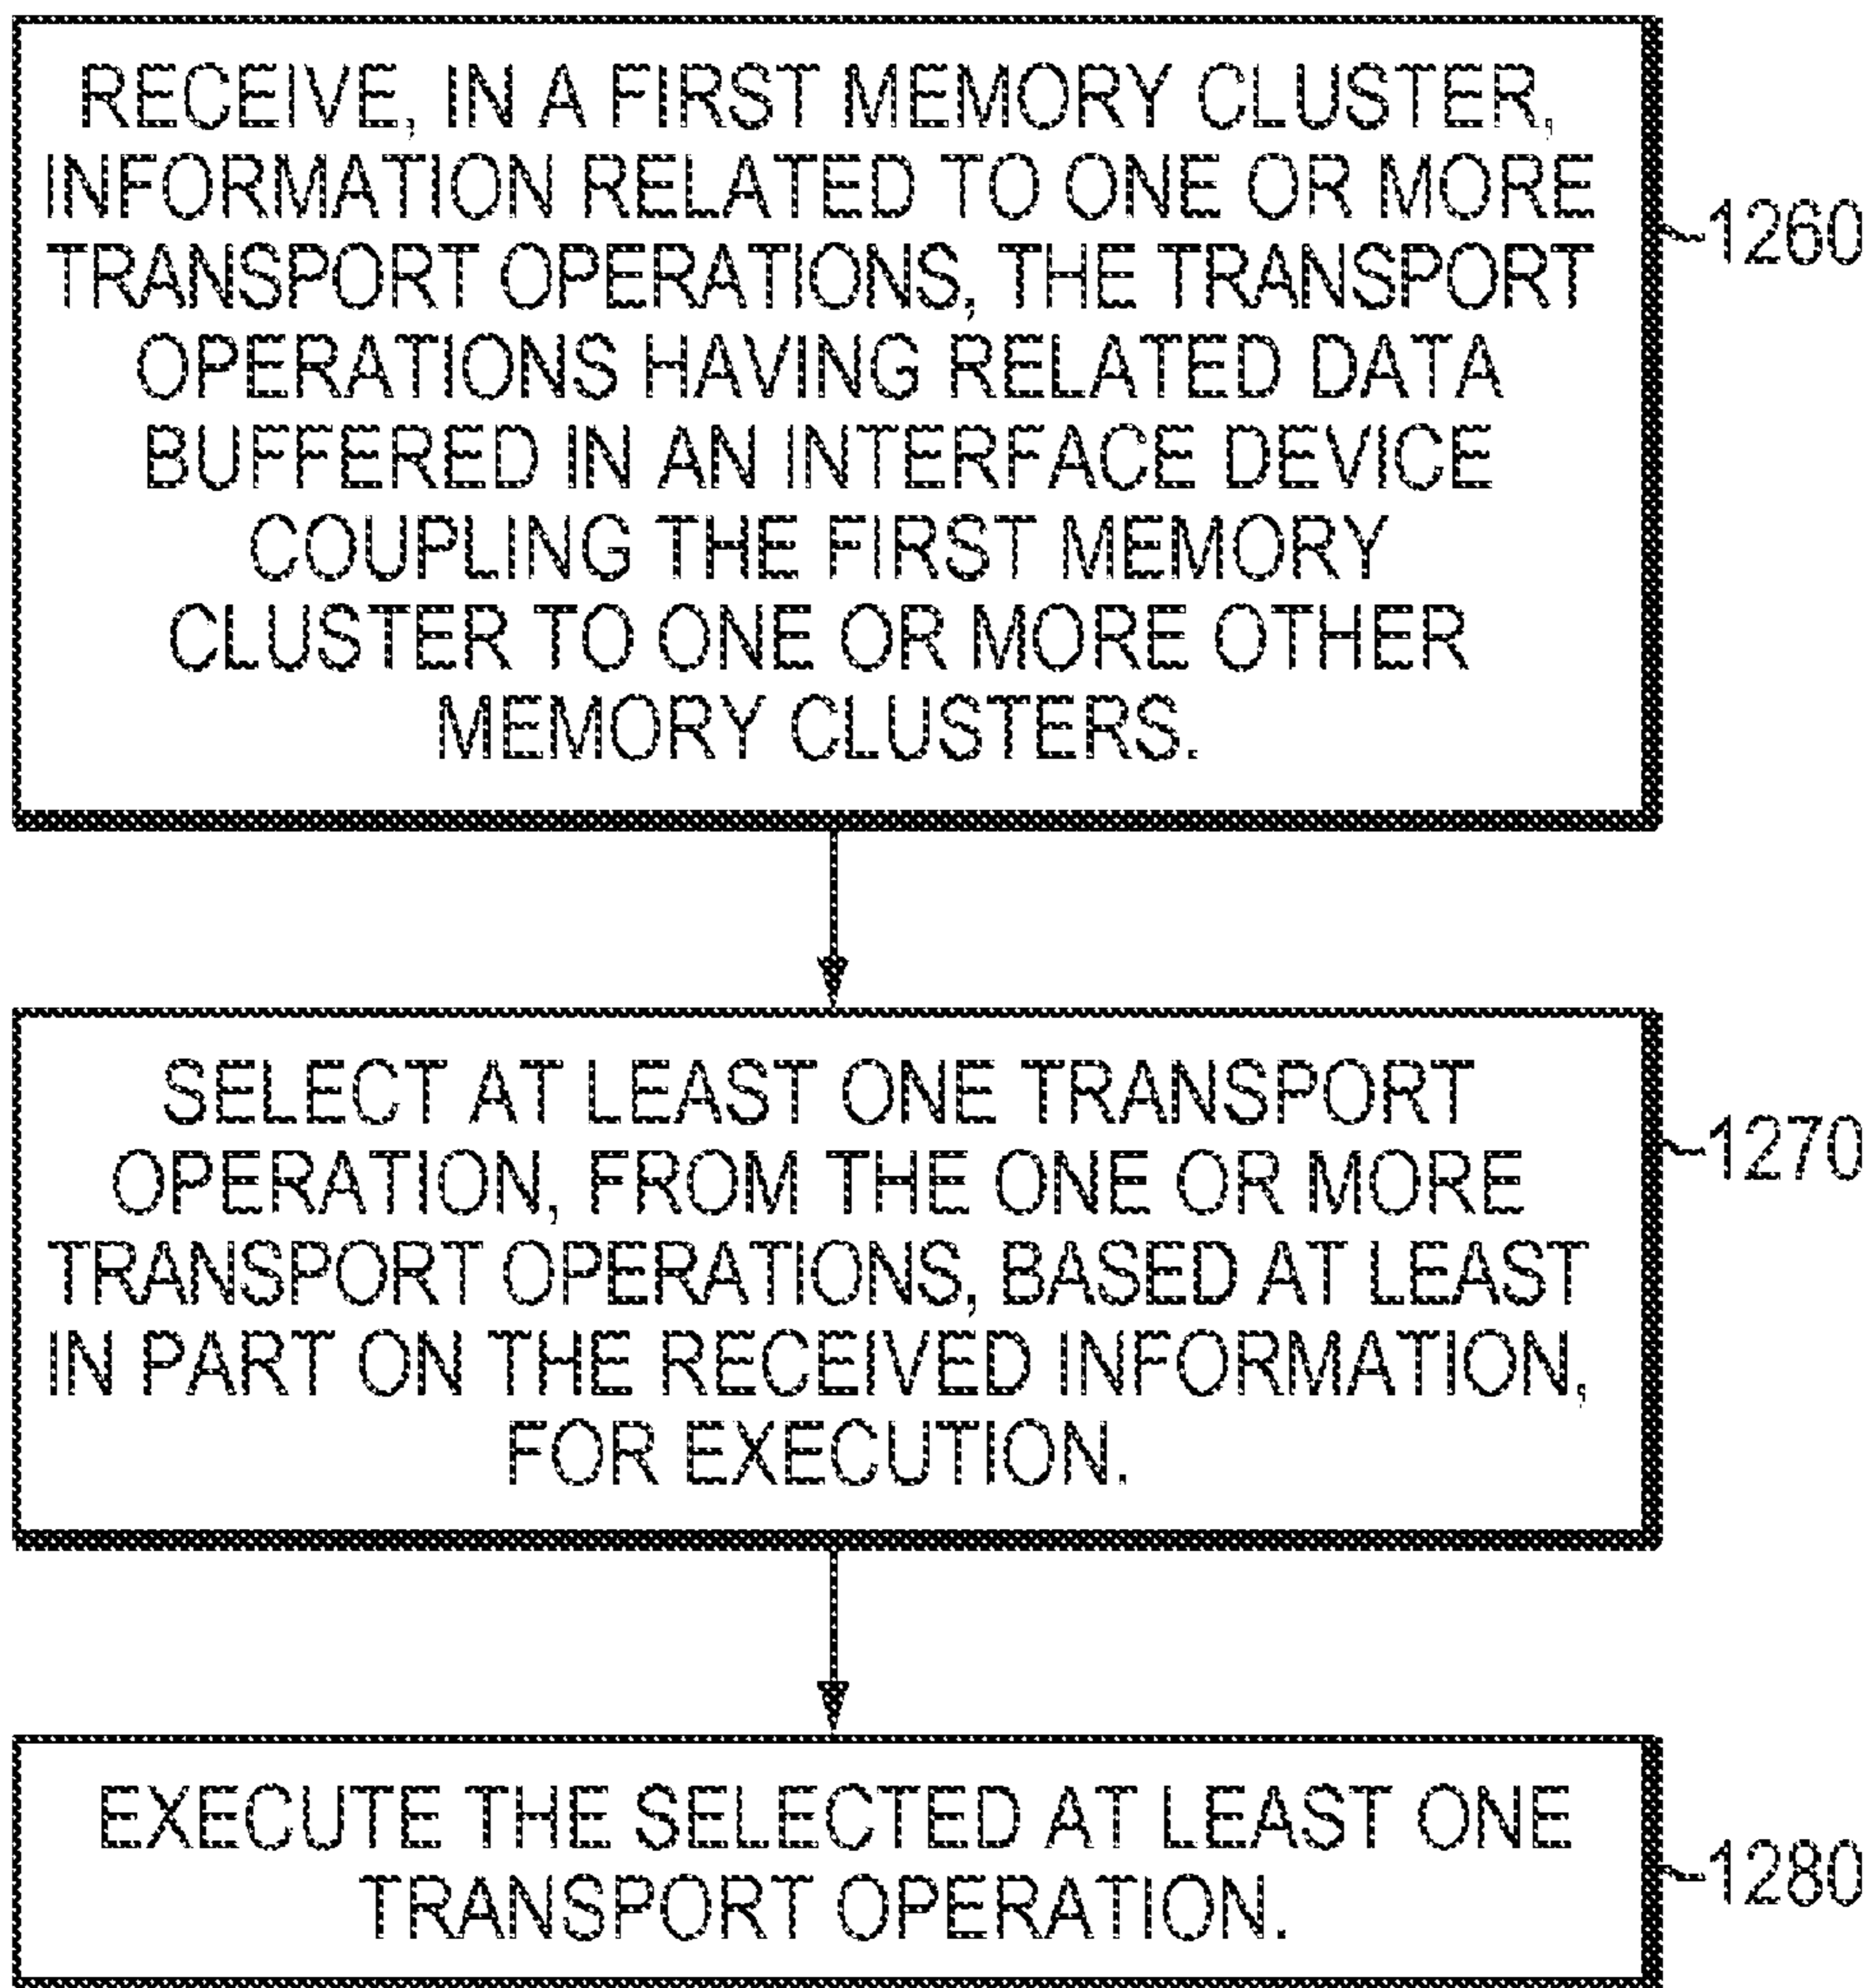 RECEIVE, IN A FIRST MEMORY CLUSTER,
INFORMATION RELATED TO ONE OR MORE
TRANSPORT OPERATIONS, THE TRANSPORT
OPERATIONS HAVING RELATED DATA
BUFFERED IN AN INTERFACE DEVICE
COUPLING THE FIRST MEMORY
CLUSTER TO ONE OR MORE OTHER
MEMORY CLUSTERS.
1260
SELECT AT LEAST ONE TRANSPORT
OPERATION, FROM THE ONE OR MORE
TRANSPORT OPERATIONS, BASED AT LEAST
IN PART ON THE RECEIVED INFORMATION,
FOR EXECUTION.
1270
EXECUTE THE SELECTED AT LEAST ONE
TRANSPORT OPERATION.
1280